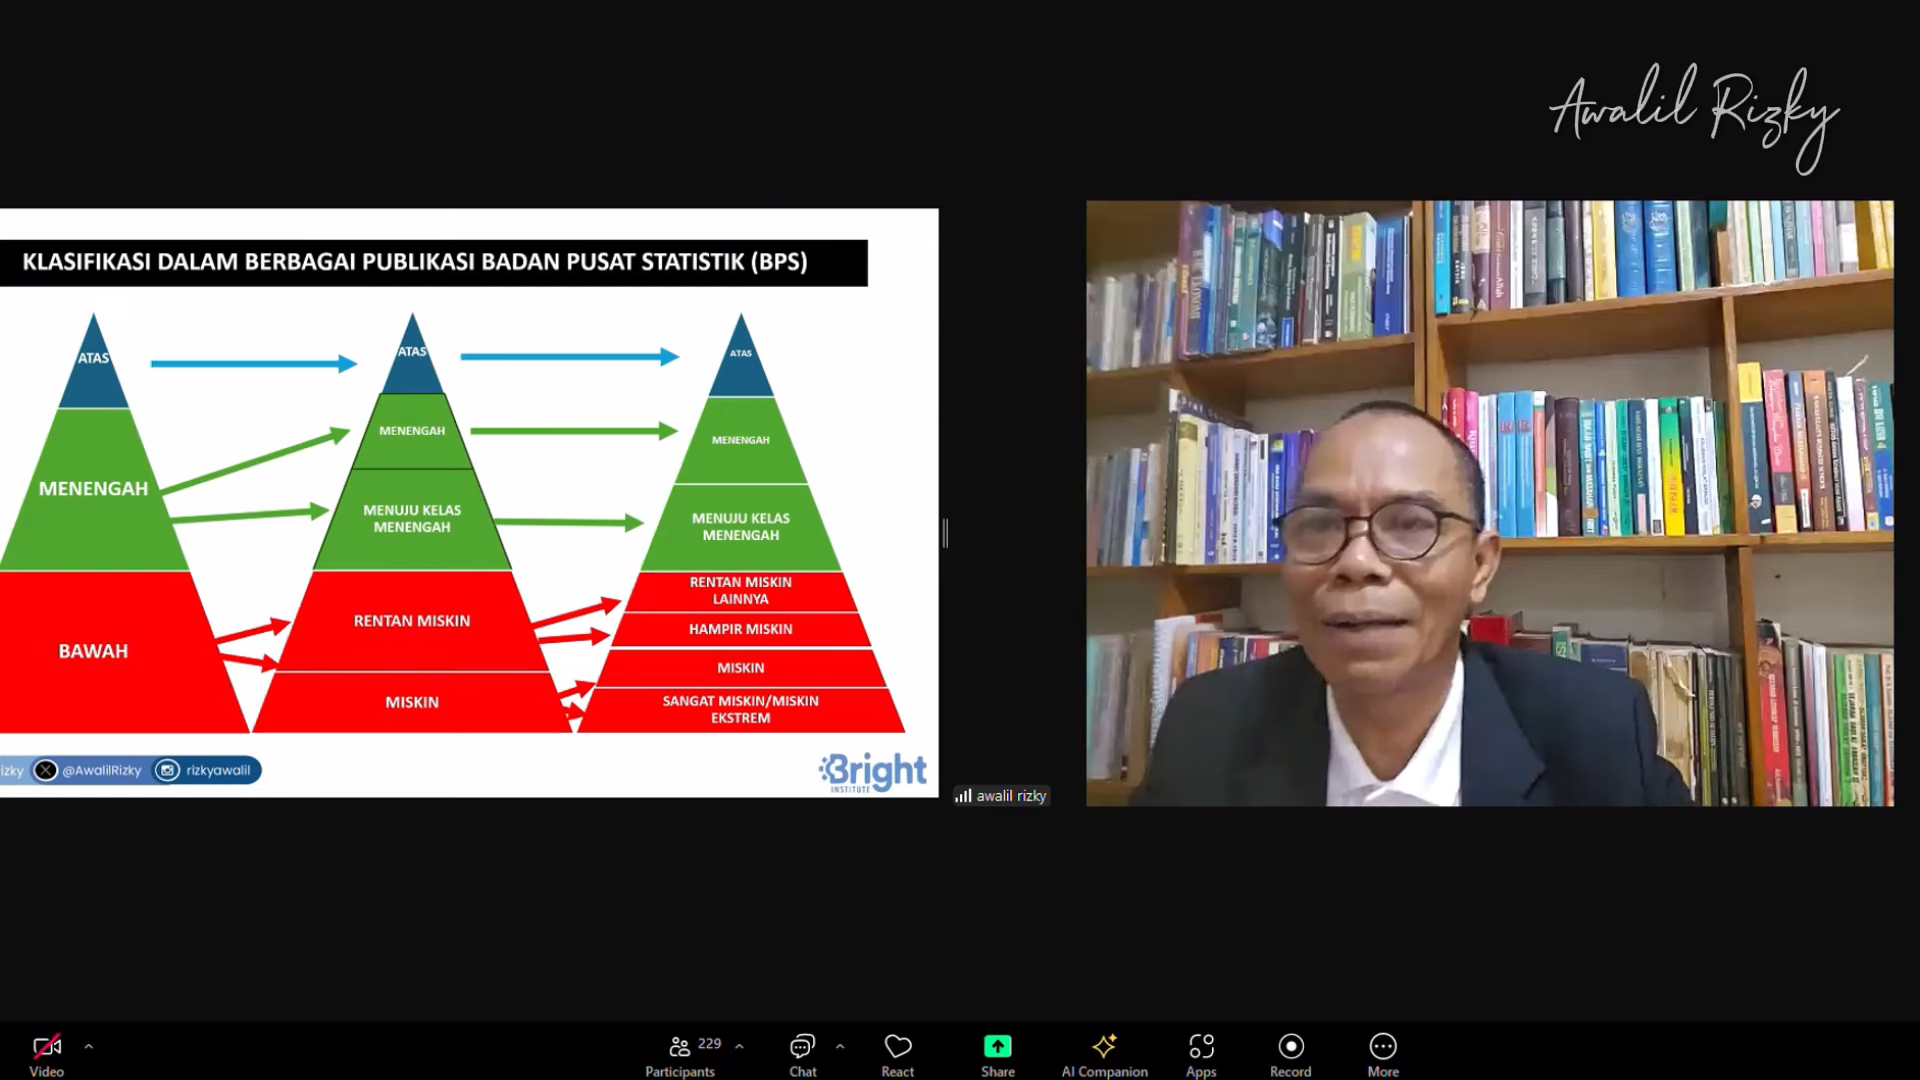 Awalil Rizky
KLASIFIKASI DALAM BERBAGAI PUBLIKASI BADAN PUSAT STATISTIK (BPS)
ATAS
MENENGAH
BAWAH
ATAS
MENENGAH
MENUJU KELAS
MENENGAH
RENTAN MISKIN
MISKIN
ATAS
MENENGAH
MENUJU KELAS
MENENGAH
RENTAN MISKIN
LAINNYA
HAMPIR MISKIN
MISKIN
SANGAT MISKIN/MISKIN
EKSTREM
izky
@AwalilRizky
rizkyawalil
Bright
INSTITUTE
awalil rizky
Video
229
Participants
Chat
React
Share
AI Companion
Apps
Record
More